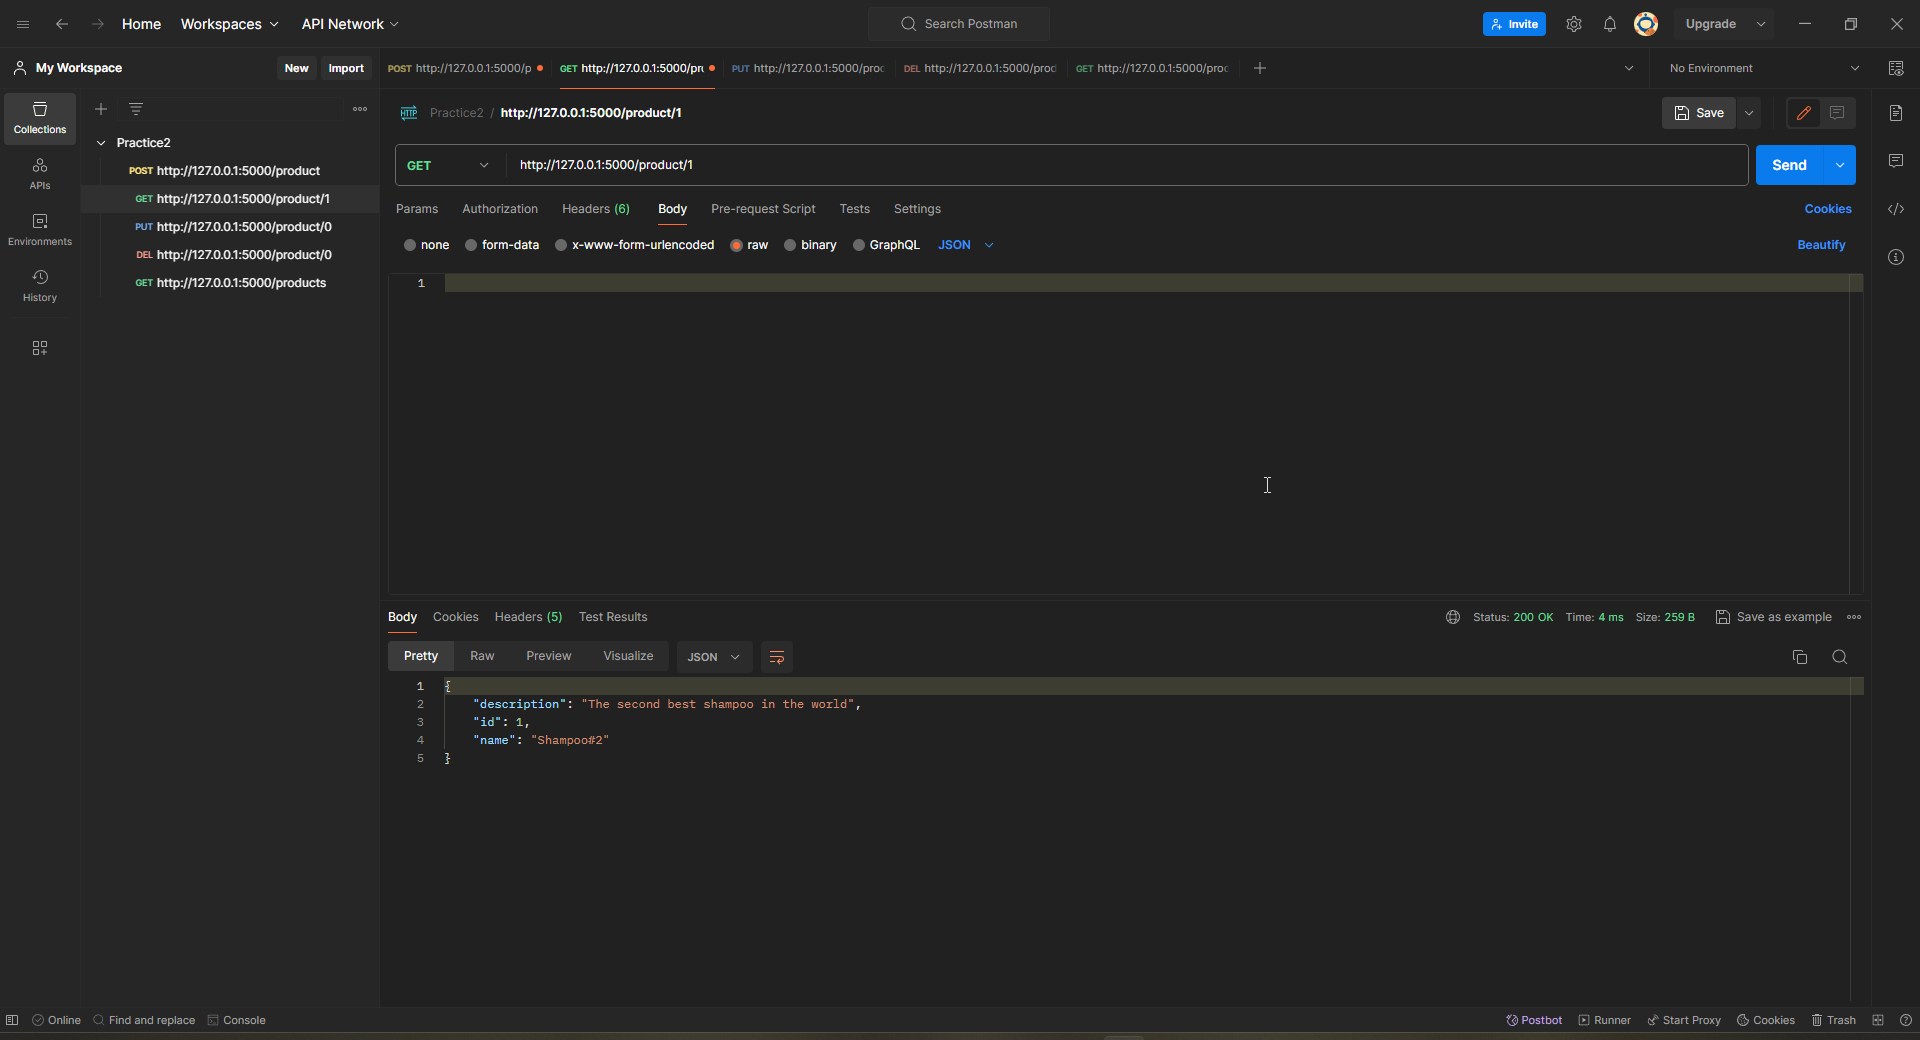 Home Workspaces API Network Search Postman Invite Upgrade
My Workspace New Import POST http://127.0.0.1:5000/p GET http://127.0.0.1:5000/pr PUT http://127.0.0.1:5000/proc DEL http://127.0.0.1:5000/prod GET http://127.0.0.1:5000/proc No Environment
Collections
APIs
Environments
History
Practice2
POST http://127.0.0.1:5000/product
GET http://127.0.0.1:5000/product/1
PUT http://127.0.0.1:5000/product/0
DEL http://127.0.0.1:5000/product/0
GET http://127.0.0.1:5000/products
HTTP Practice2 / http://127.0.0.1:5000/product/1 Save
GET http://127.0.0.1:5000/product/1 Send
Params Authorization Headers (6) Body Pre-request Script Tests Settings Cookies
none form-data x-www-form-urlencoded raw binary GraphQL JSON Beautify
1
Body Cookies Headers (5) Test Results Status: 200 OK Time: 4 ms Size: 259 B Save as example
Pretty Raw Preview Visualize JSON
1 {
2 "description": "The second best shampoo in the world",
3 "id": 1,
4 "name": "Shampoo#2"
5 }
Online Find and replace Console Postbot Runner Start Proxy Cookies Trash